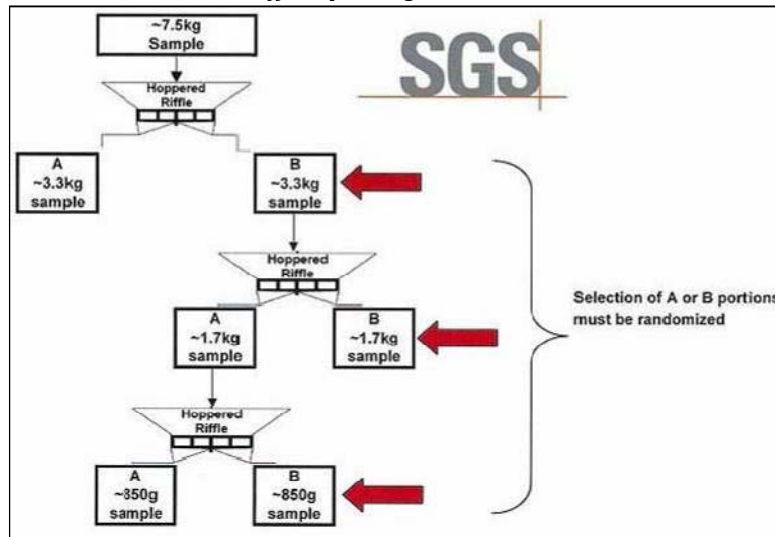 ~7.5kg
Sample
SGS
Hoppered
Riffle
A
~3.3kg
sample
B
~3.3kg
sample
Hoppered
Riffle
Selection of A or B portions
must be randomized
A
~1.7kg
sample
B
~1.7kg
sample
Hoppered
Riffle
A
~850g
sample
B
~850g
sample